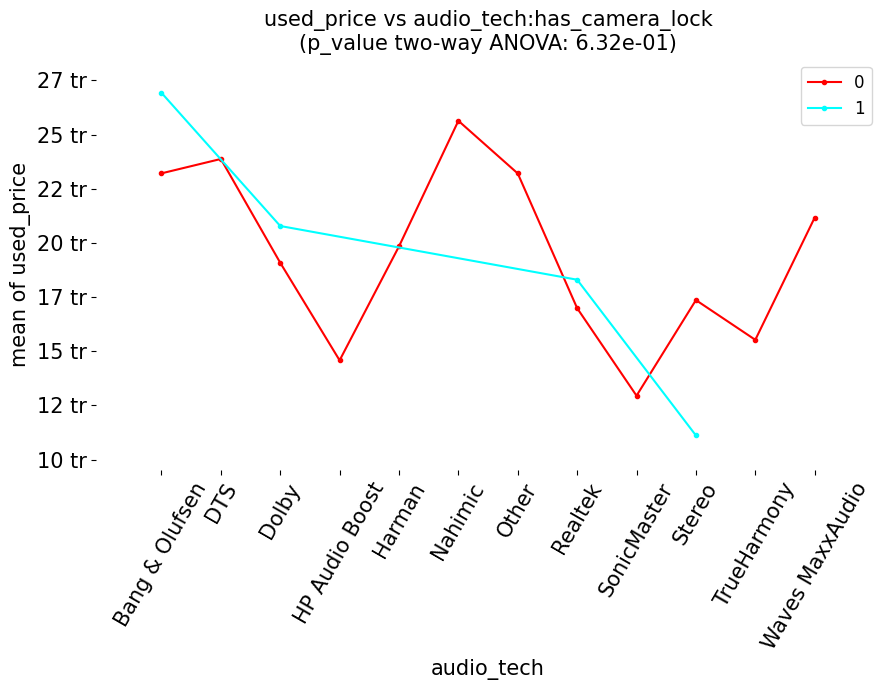 used_price vs audio_tech:has_camera_lock
(p_value two-way ANOVA: 6.32e-01)
0
1
mean of used_price
27 tr
25 tr
22 tr
20 tr
17 tr
15 tr
12 tr
10 tr
Bang & Olufsen
DTS
Dolby
HP Audio Boost
Harman
Nahimic
Other
Realtek
SonicMaster
Stereo
TrueHarmony
Waves MaxxAudio
audio_tech